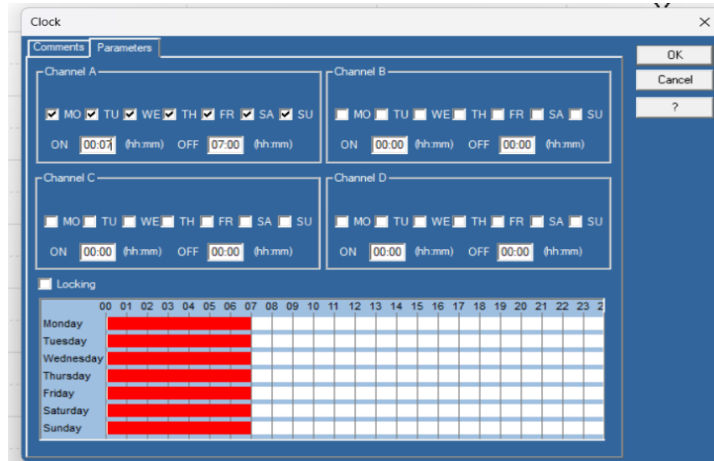 Clock
Comments Parameters
OK
Cancel
?
Channel A
MO TU WE TH FR SA SU
ON 00:07 (hh:mm) OFF 07:00 (hh:mm)
Channel B
MO TU WE TH FR SA SU
ON 00:00 (hh:mm) OFF 00:00 (hh:mm)
Channel C
MO TU WE TH FR SA SU
ON 00:00 (hh:mm) OFF 00:00 (hh:mm)
Channel D
MO TU WE TH FR SA SU
ON 00:00 (hh:mm) OFF 00:00 (hh:mm)
Locking
00 01 02 03 04 05 06 07 08 09 10 11 12 13 14 15 16 17 18 19 20 21 22 23 2
Monday
Tuesday
Wednesday
Thursday
Friday
Saturday
Sunday